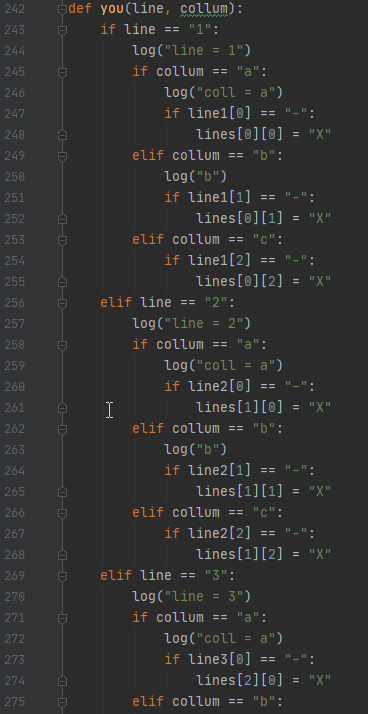 242 def you(line, collum):
243     if line == "1":
244         log("line = 1")
245         if collum == "a":
246             log("coll = a")
247             if line1[0] == "-":
248                 lines[0][0] = "X"
249         elif collum == "b":
250             log("b")
251             if line1[1] == "-":
252                 lines[0][1] = "X"
253         elif collum == "c":
254             if line1[2] == "-":
255                 lines[0][2] = "X"
256     elif line == "2":
257         log("line = 2")
258         if collum == "a":
259             log("coll = a")
260             if line2[0] == "-":
261                 lines[1][0] = "X"
262         elif collum == "b":
263             log("b")
264             if line2[1] == "-":
265                 lines[1][1] = "X"
266         elif collum == "c":
267             if line2[2] == "-":
268                 lines[1][2] = "X"
269     elif line == "3":
270         log("line = 3")
271         if collum == "a":
272             log("coll = a")
273             if line3[0] == "-":
274                 lines[2][0] = "X"
275         elif collum == "b":